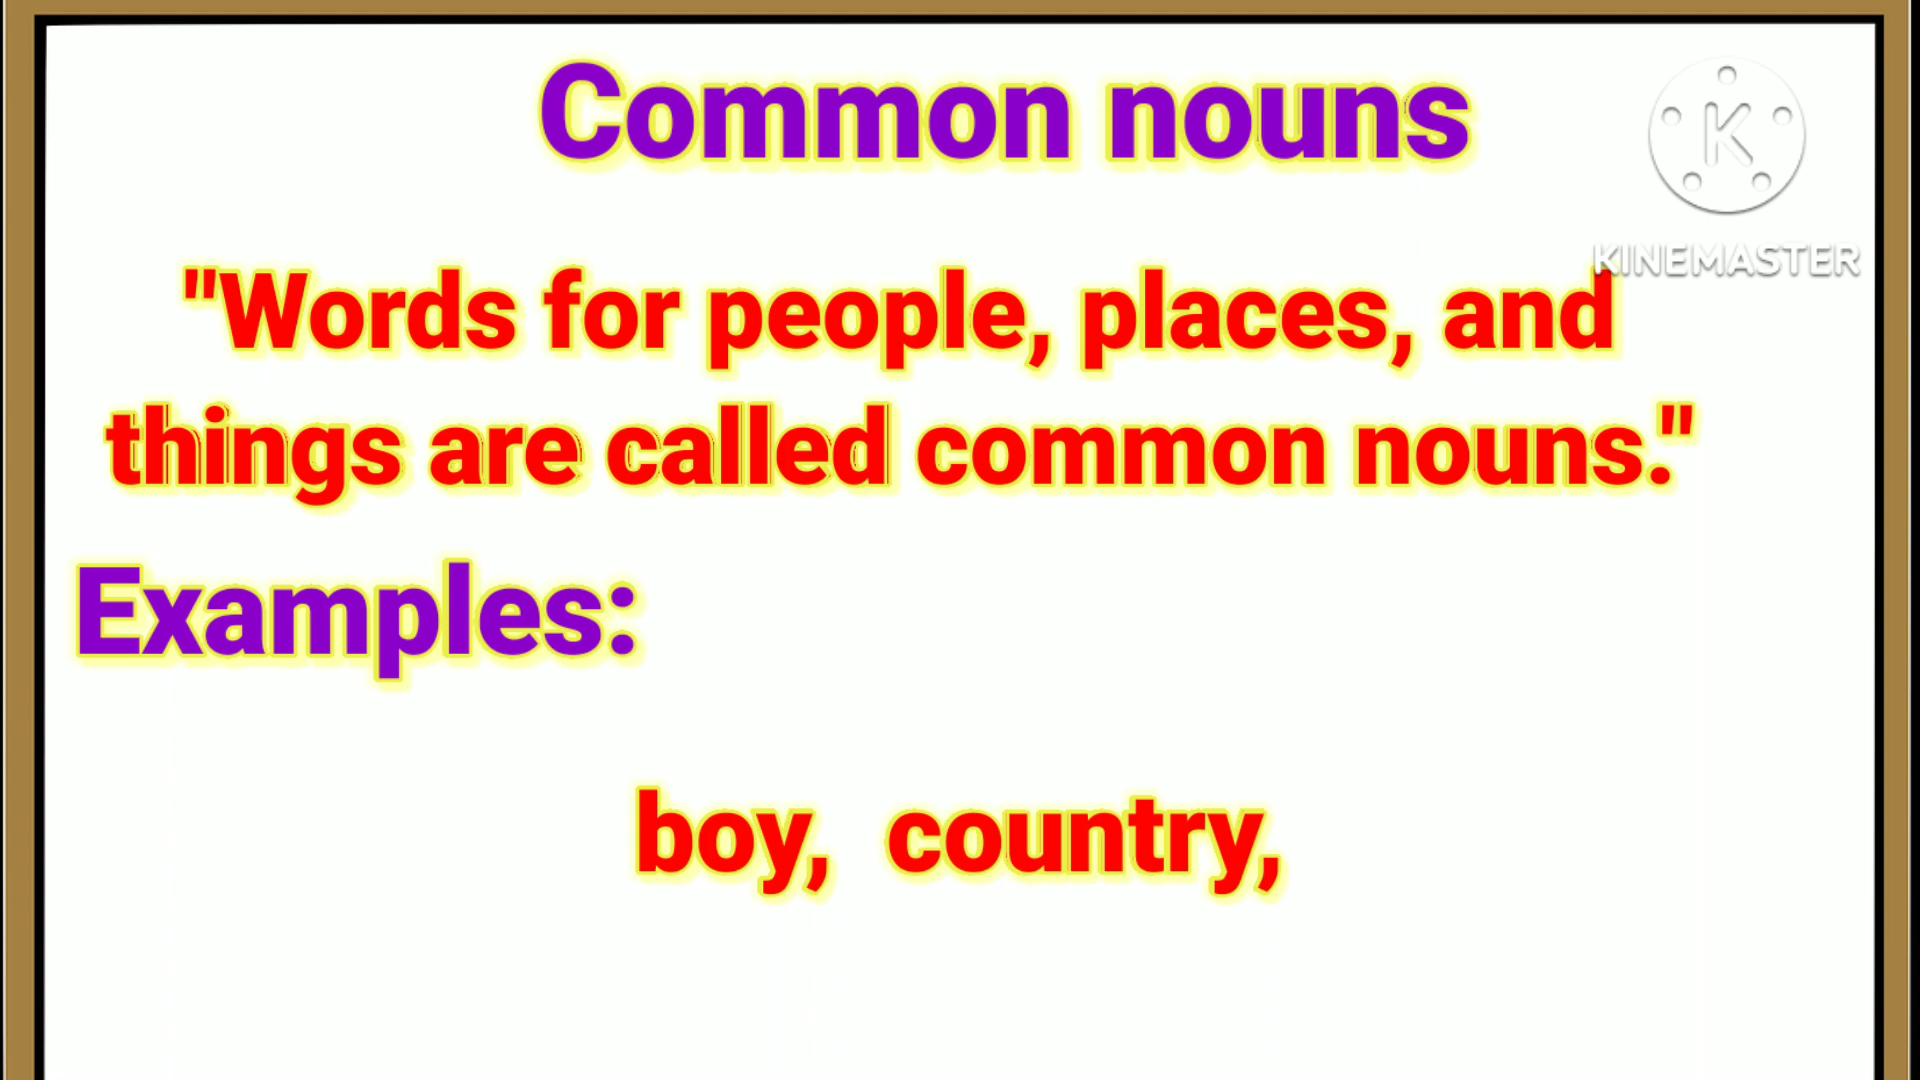 Common nouns
K
KINEMASTER
"Words for people, places, and
things are called common nouns."
Examples:
boy, country,